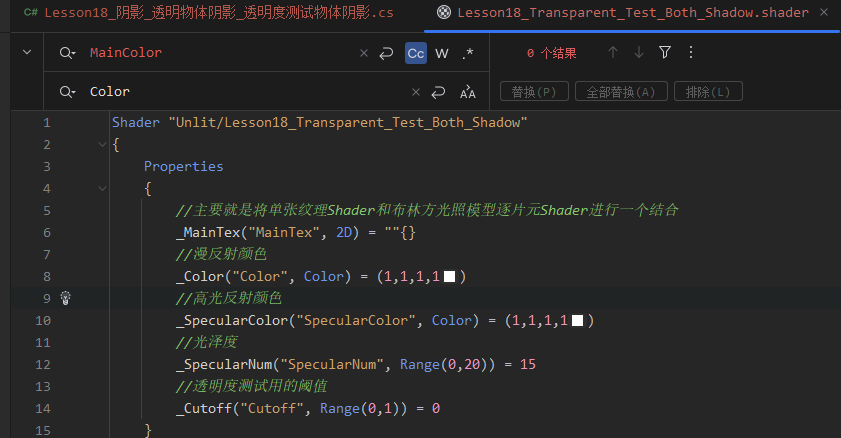 C# Lesson18_阴影_透明物体阴影_透明度测试物体阴影.cs
Lesson18_Transparent_Test_Both_Shadow.shader
MainColor
Cc W .*
0 个结果
Color
替换(P) 全部替换(A) 排除(L)
1 Shader "Unlit/Lesson18_Transparent_Test_Both_Shadow"
2 {
3 Properties
4 {
5 //主要就是将单张纹理Shader和布林方光照模型逐片元Shader进行一个结合
6 _MainTex("MainTex", 2D) = ""{}
7 //漫反射颜色
8 _Color("Color", Color) = (1,1,1,1)
9 //高光反射颜色
10 _SpecularColor("SpecularColor", Color) = (1,1,1,1)
11 //光泽度
12 _SpecularNum("SpecularNum", Range(0,20)) = 15
13 //透明度测试用的阈值
14 _Cutoff("Cutoff", Range(0,1)) = 0
15 }